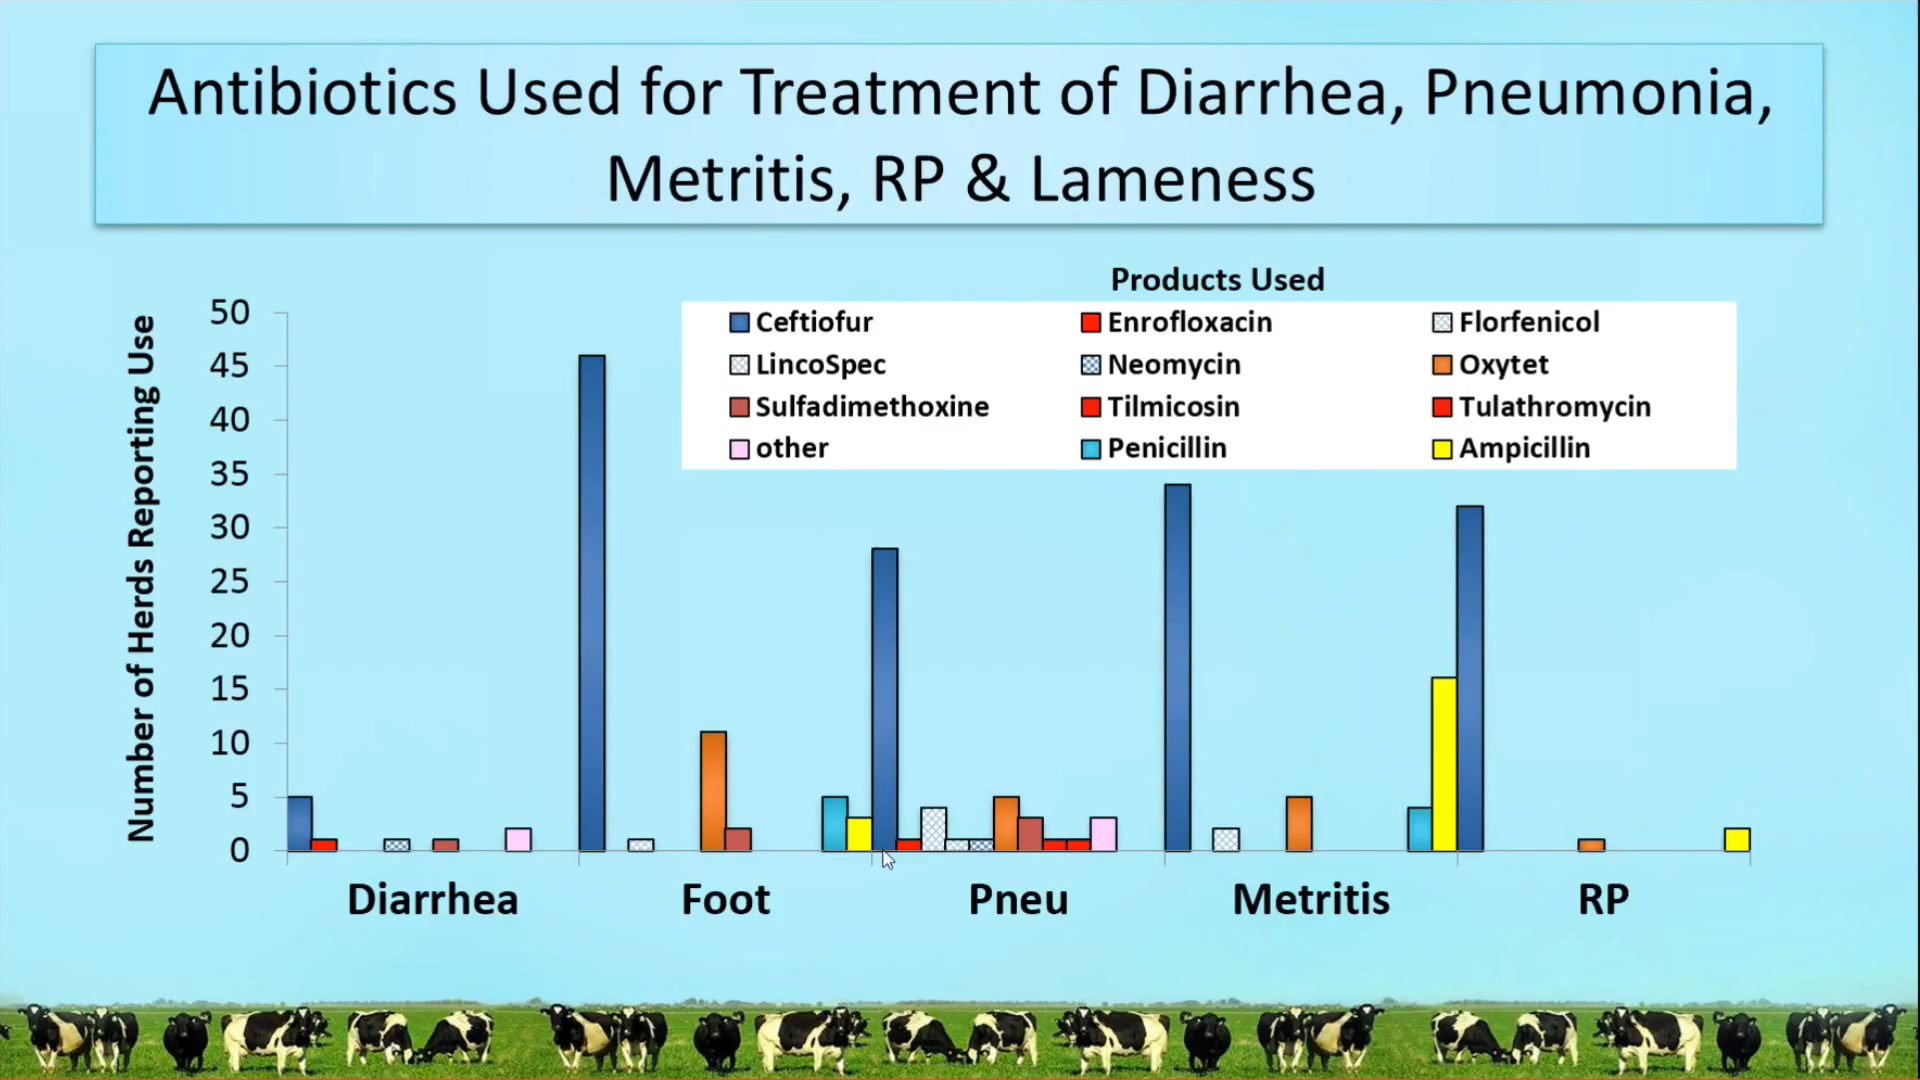 Antibiotics Used for Treatment of Diarrhea, Pneumonia,
Metritis, RP & Lameness
Products Used
Ceftiofur Enrofloxacin Florfenicol
LincoSpec Neomycin Oxytet
Sulfadimethoxine Tilmicosin Tulathromycin
other Penicillin Ampicillin
Number of Herds Reporting Use
50
45
40
35
30
25
20
15
10
5
0
Diarrhea Foot Pneu Metritis RP